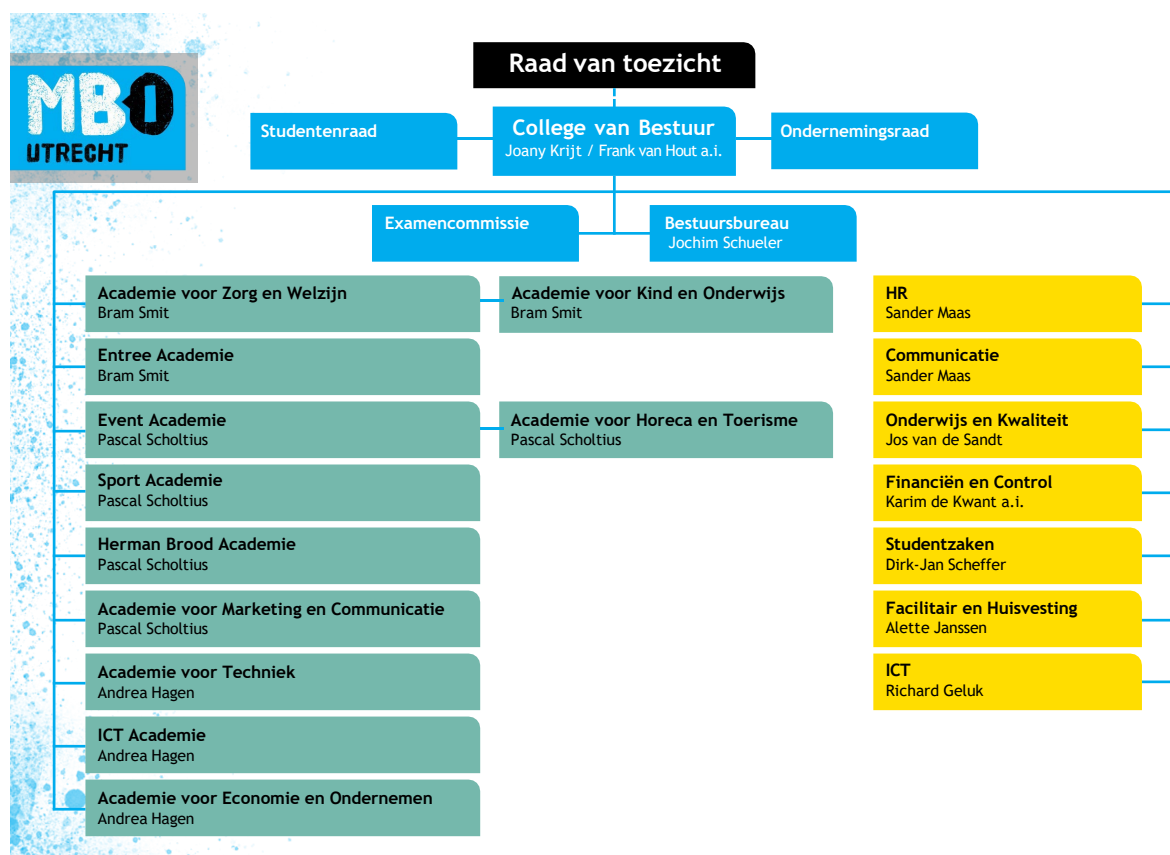 MBO
UTRECHT
Raad van toezicht
Studentenraad
College van Bestuur
Joany Krijt / Frank van Hout a.i.
Ondernemingsraad
Examencommissie
Bestuursbureau
Jochim Schueler
Academie voor Zorg en Welzijn
Bram Smit
Academie voor Kind en Onderwijs
Bram Smit
HR
Sander Maas
Entree Academie
Bram Smit
Communicatie
Sander Maas
Event Academie
Pascal Scholtius
Academie voor Horeca en Toerisme
Pascal Scholtius
Onderwijs en Kwaliteit
Jos van de Sandt
Sport Academie
Pascal Scholtius
Financiën en Control
Karim de Kwant a.i.
Herman Brood Academie
Pascal Scholtius
Studentzaken
Dirk-Jan Scheffer
Academie voor Marketing en Communicatie
Pascal Scholtius
Facilitair en Huisvesting
Alette Janssen
Academie voor Techniek
Andrea Hagen
ICT
Richard Geluk
ICT Academie
Andrea Hagen
Academie voor Economie en Ondernemen
Andrea Hagen